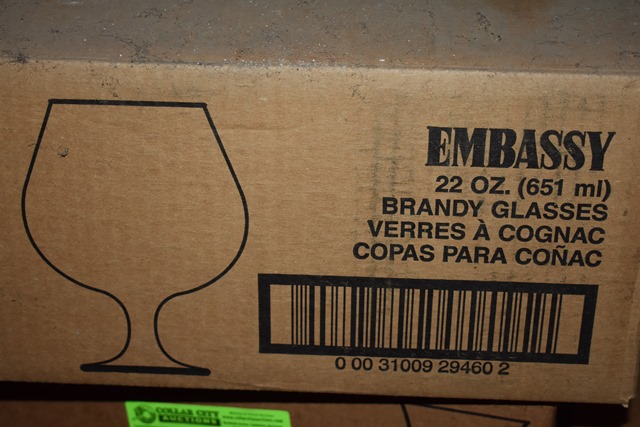 EMBASSY
22 OZ. (651 ml)
BRANDY GLASSES
VERRES À COGNAC
COPAS PARA COÑAC
0 00 31009 29460 2
COLLAR CITY
AUCTIONS